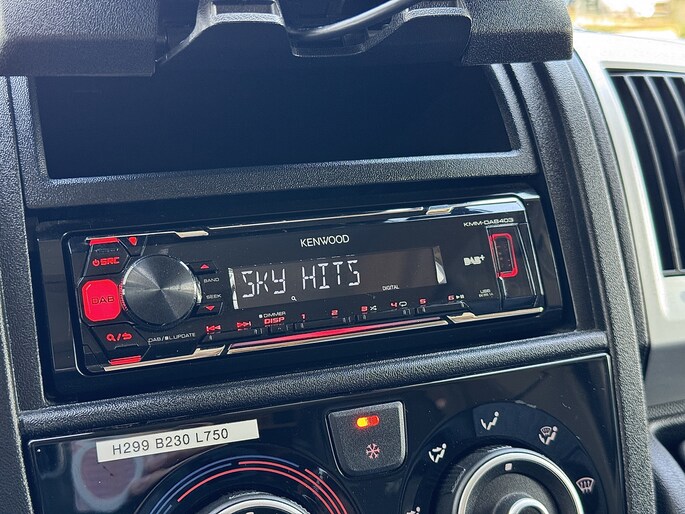 KMM-DAB403
KENWOOD
SRC
DAB
BAND
SEEK
SKY HITS
DIGITAL
DAB+
USB
DIMMER
DISP
1 2 3 4 5 6
DAB/ UPDATE
H299 B230 L750